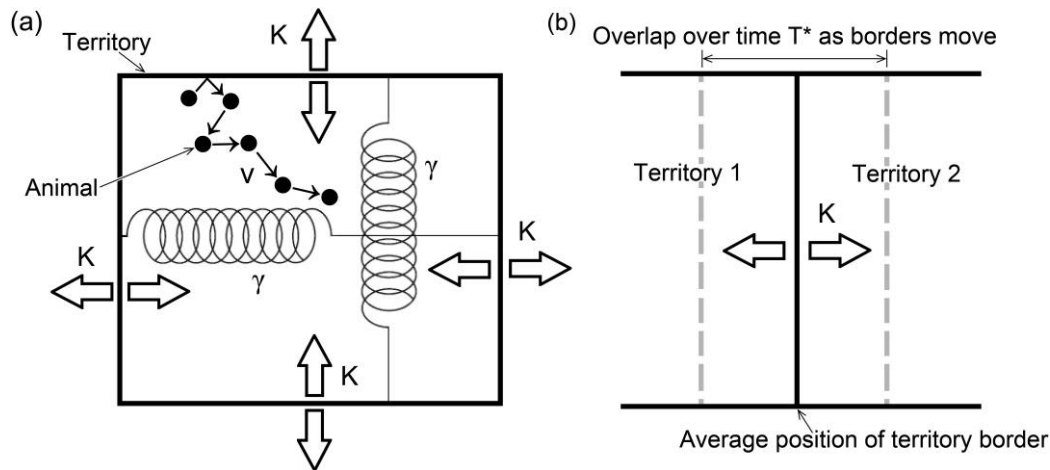 (a)
Territory
K
Animal
v
γ
K
γ
K
K
(b)
Overlap over time T* as borders move
Territory 1
Territory 2
K
Average position of territory border